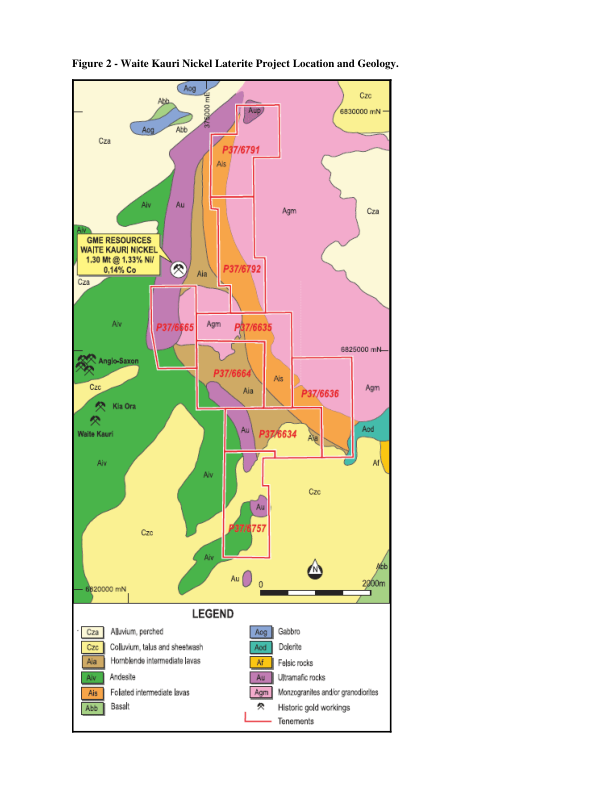 Figure 2 - Waite Kauri Nickel Laterite Project Location and Geology.
Aog
375000 mE
Czc
Abb
Aup
6830000 mN
Aog
Abb
Cza
P37/6791
Ais
Aiv
Au
Agm
Cza
Aiv
GME RESOURCES
WAITE KAURI NICKEL
1.30 Mt @ 1.33% Ni/
0,14% Co
P37/6792
Aia
Cza
Aiv
P37/6665
Agm
P37/6635
6825000 mN
Anglo-Saxon
P37/6664
Czc
Aia
Ais
P37/6636
Agm
Kia Ora
Waite Kauri
Au
P37/6634
Aia
Aod
Aiv
Af
Czc
Au
Czc
P37/6757
Aiv
N
Abb
Au
0
2000m
6820000 mN
LEGEND
Cza Alluvium, perched
Czc Colluvium, talus and sheetwash
Aia Hornblende intermediate lavas
Aiv Andesite
Ais Foliated intermediate lavas
Abb Basalt
Aog Gabbro
Aod Dolerite
Af Felsic rocks
Au Ultramafic rocks
Agm Monzogranites and/or granodiorites
Historic gold workings
Tenements